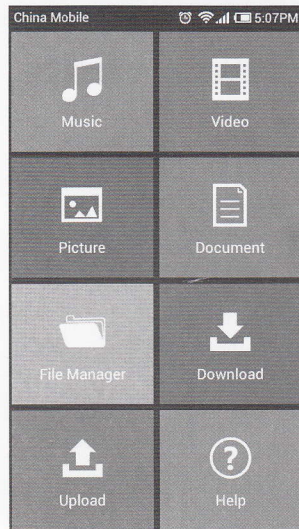 China Mobile 5:07PM
Music Video
Picture Document
File Manager Download
Upload Help
?